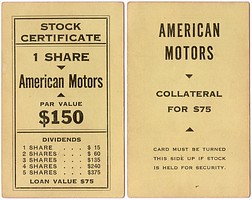 STOCK
CERTIFICATE
1 SHARE
American Motors
PAR VALUE
$150
DIVIDENDS
1 SHARE . . . $ 15
2 SHARES . . . $ 60
3 SHARES . . . $135
4 SHARES . . . $240
5 SHARES . . . $375
LOAN VALUE $75
AMERICAN
MOTORS
COLLATERAL
FOR $75
CARD MUST BE TURNED
THIS SIDE UP IF STOCK
IS HELD FOR SECURITY.